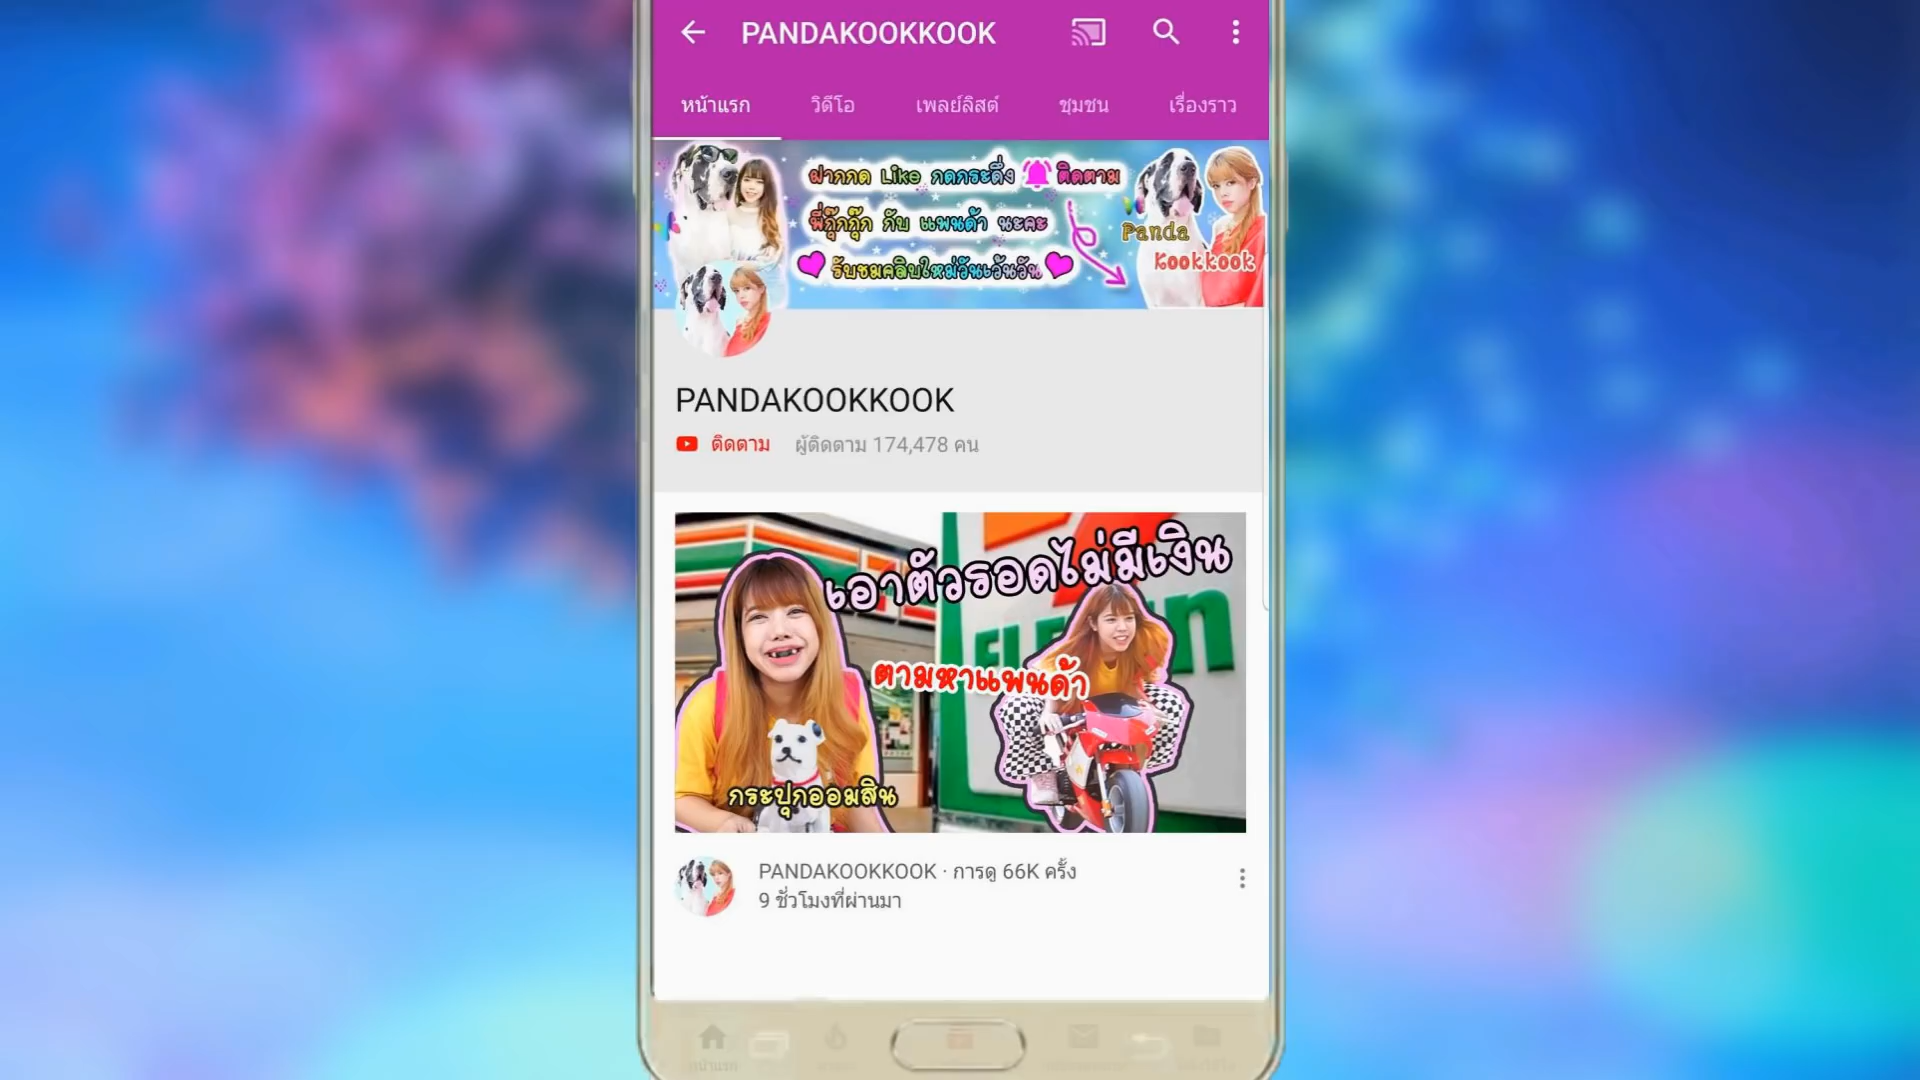 PANDAKOOKKOOK
หน้าแรก วิดีโอ เพลย์ลิสต์ ชุมชน เรื่องราว
ฝากกด Like กดกระดิ่ง ติดตาม
พี่กุ๊กกุ๊ก กับ แพนด้า นะคะ
รับชมคลิปใหม่วันเว้นวัน
Panda
Kookkook
PANDAKOOKKOOK
ติดตาม ผู้ติดตาม 174,478 คน
เอาตัวรอดไม่มีเงิน
ตามหาแพนด้า
กระปุกออมสิน
PANDAKOOKKOOK · การดู 66K ครั้ง
9 ชั่วโมงที่ผ่านมา
หน้าแรก